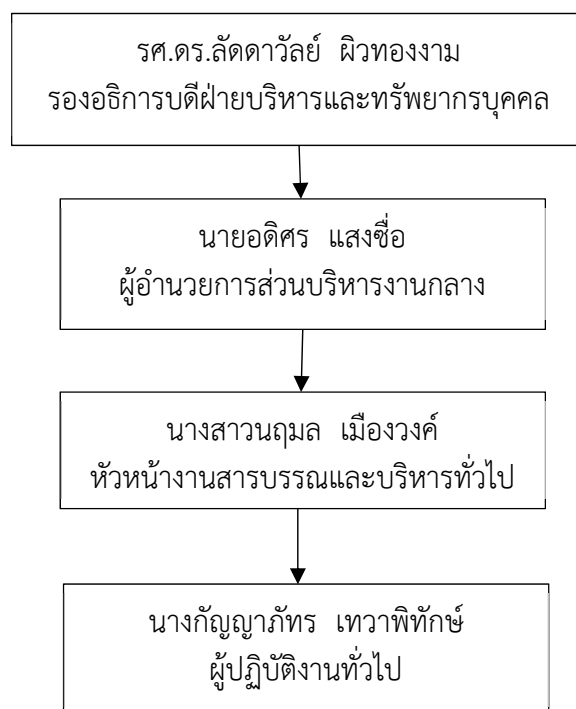 รศ.ดร.ลัดดาวัลย์ ผิวทองงาม
รองอธิการบดีฝ่ายบริหารและทรัพยากรบุคคล
นายอดิศร แสงซื่อ
ผู้อำนวยการส่วนบริหารงานกลาง
นางสาวนฤมล เมืองวงค์
หัวหน้างานสารบรรณและบริหารทั่วไป
นางกัญญาภัทร เทวาพิทักษ์
ผู้ปฏิบัติงานทั่วไป